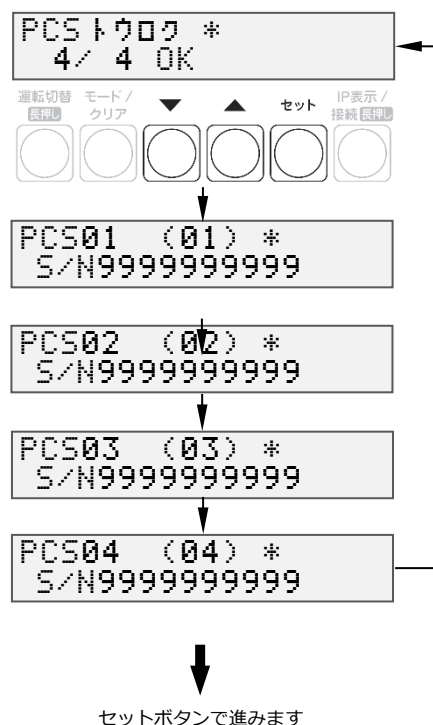 PCSトウロク *
4/ 4 OK
運転切替 長押し
モード/クリア
▼
▲
セット
IP表示/接続 長押し
PCS01 (01) *
S/N9999999999
PCS02 (02) *
S/N9999999999
PCS03 (03) *
S/N9999999999
PCS04 (04) *
S/N9999999999
セットボタンで進みます